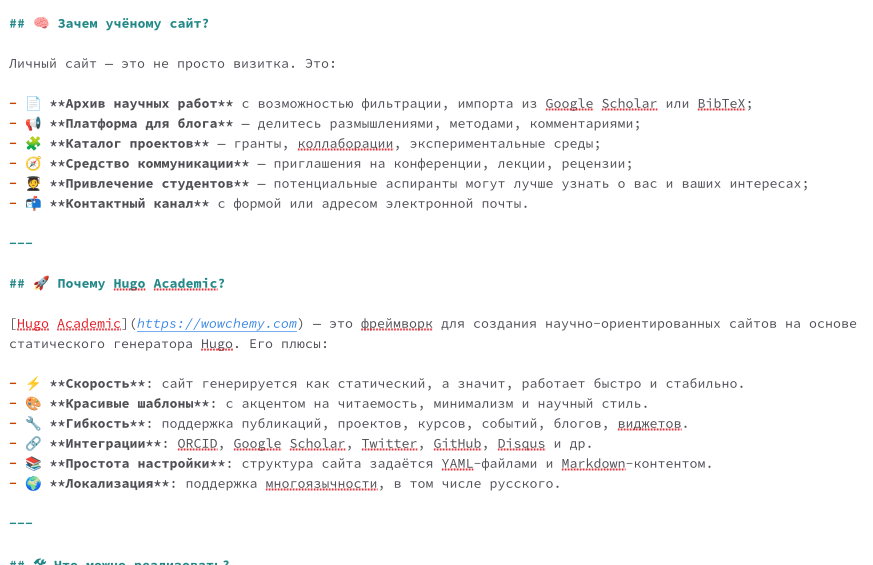 ## 🧠 Зачем учёному сайт?
Личный сайт — это не просто визитка. Это:
- 📄 **Архив научных работ** с возможностью фильтрации, импорта из Google Scholar или BibTeX;
- 📢 **Платформа для блога** — делитесь размышлениями, методами, комментариями;
- 🧩 **Каталог проектов** — гранты, коллаборации, экспериментальные среды;
- 🧭 **Средство коммуникации** — приглашения на конференции, лекции, рецензии;
- 🧑‍🎓 **Привлечение студентов** — потенциальные аспиранты могут лучше узнать о вас и ваших интересах;
- 📬 **Контактный канал** с формой или адресом электронной почты.
---
## 🚀 Почему Hugo Academic?
[Hugo Academic](https://wowchemy.com) — это фреймворк для создания научно-ориентированных сайтов на основе
статического генератора Hugo. Его плюсы:
- ⚡ **Скорость**: сайт генерируется как статический, а значит, работает быстро и стабильно.
- 🎨 **Красивые шаблоны**: с акцентом на читаемость, минимализм и научный стиль.
- 🔧 **Гибкость**: поддержка публикаций, проектов, курсов, событий, блогов, виджетов.
- 🔗 **Интеграции**: ORCID, Google Scholar, Twitter, GitHub, Disqus и др.
- 📚 **Простота настройки**: структура сайта задаётся YAML-файлами и Markdown-контентом.
- 🌍 **Локализация**: поддержка многоязычности, в том числе русского.
---
## 🛠 Что можно реализовать?